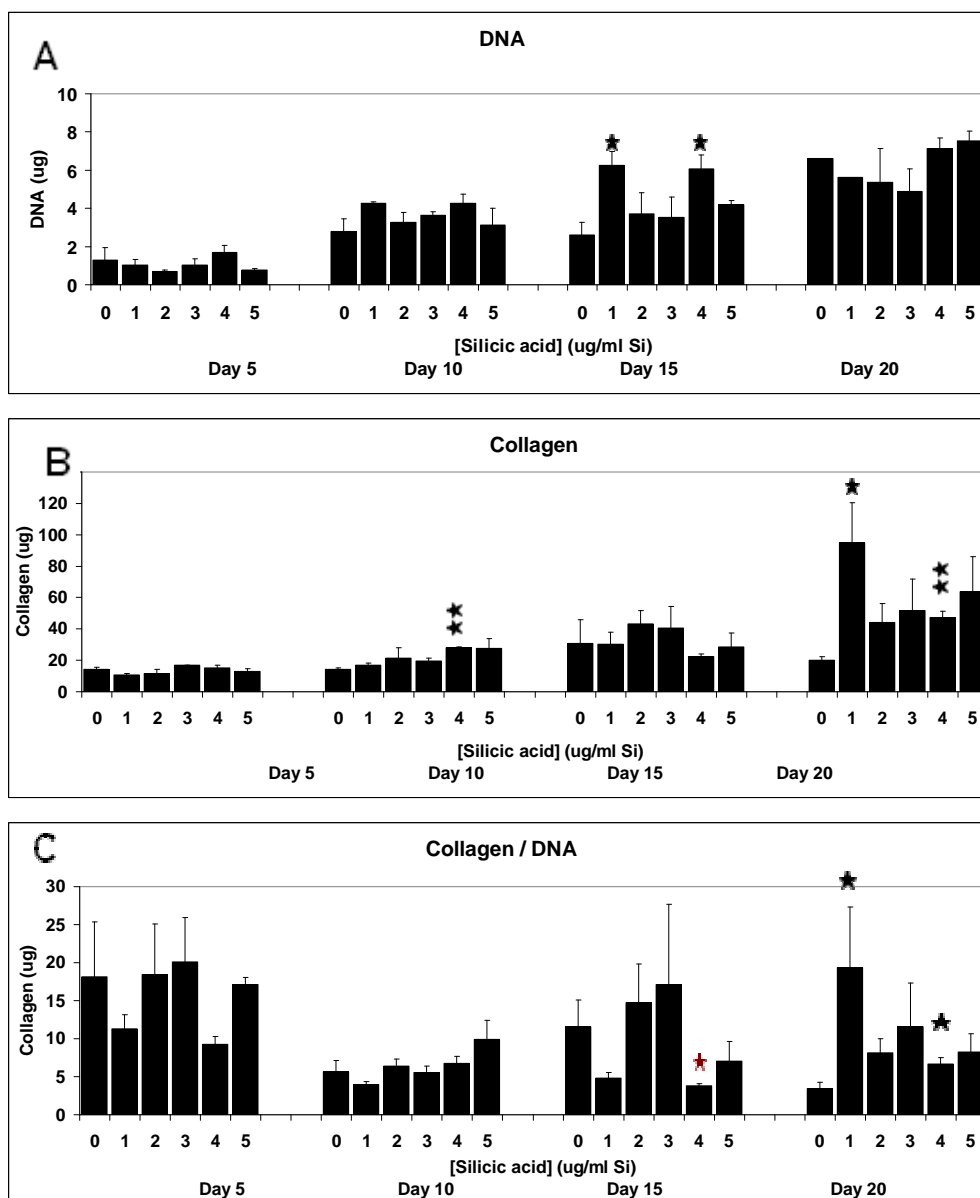 A
DNA
DNA (ug)
10
8
6
4
2
0
0 1 2 3 4 5 0 1 2 3 4 5 0 1 2 3 4 5 0 1 2 3 4 5
[Silicic acid] (ug/ml Si)
Day 5 Day 10 Day 15 Day 20
B
Collagen
Collagen (ug)
120
100
80
60
40
20
0
0 1 2 3 4 5 0 1 2 3 4 5 0 1 2 3 4 5 0 1 2 3 4 5
[Silicic acid] (ug/ml Si)
Day 5 Day 10 Day 15 Day 20
C
Collagen / DNA
Collagen (ug)
30
25
20
15
10
5
0
0 1 2 3 4 5 0 1 2 3 4 5 0 1 2 3 4 5 0 1 2 3 4 5
[Silicic acid] (ug/ml Si)
Day 5 Day 10 Day 15 Day 20